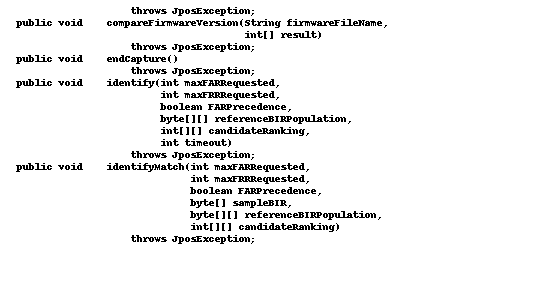 throws JposException;
public void compareFirmwareVersion(String firmwareFileName,
int[] result)
throws JposException;
public void endCapture()
throws JposException;
public void identify(int maxFARRequested,
int maxFRRRequested,
boolean FARPrecedence,
byte[][] referenceBIRPopulation,
int[][] candidateRanking,
int timeout)
throws JposException;
public void identifyMatch(int maxFARRequested,
int maxFRRRequested,
boolean FARPrecedence,
byte[] sampleBIR,
byte[][] referenceBIRPopulation,
int[][] candidateRanking)
throws JposException;